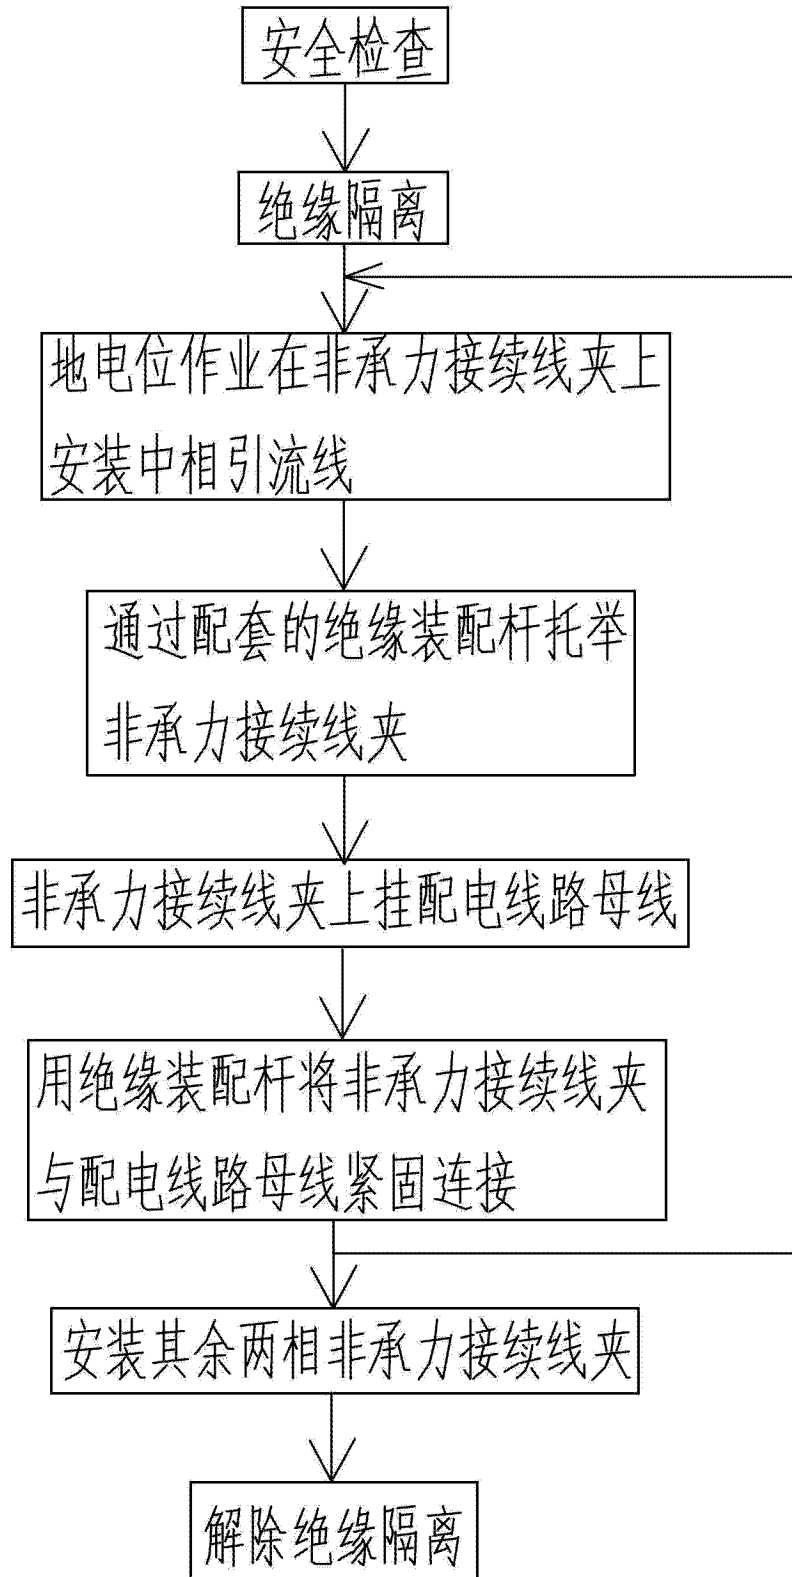 安全检查
绝缘隔离
地电位作业在非承力接续线夹上
安装中相引流线
通过配套的绝缘装配杆托举
非承力接续线夹
非承力接续线夹上挂配电线路母线
用绝缘装配杆将非承力接续线夹
与配电线路母线紧固连接
安装其余两相非承力接续线夹
解除绝缘隔离